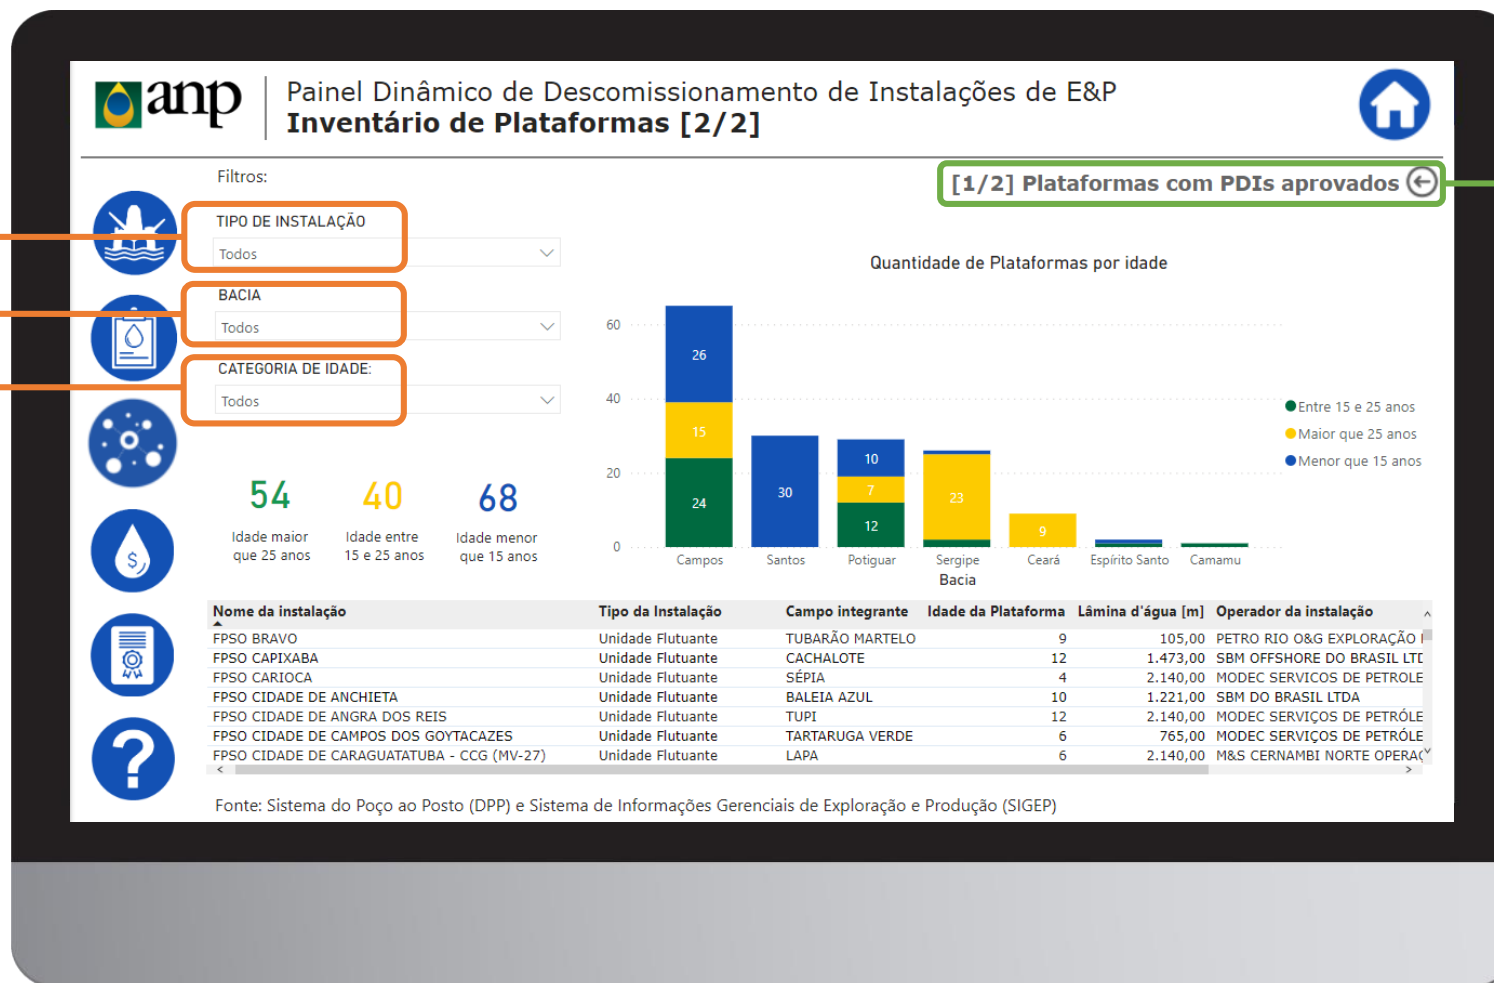 anp
Painel Dinâmico de Descomissionamento de Instalações de E&P
Inventário de Plataformas [2/2]
Filtros:
[1/2] Plataformas com PDIs aprovados
TIPO DE INSTALAÇÃO
Todos
BACIA
Todos
CATEGORIA DE IDADE:
Todos
54 40 68
Idade maior que 25 anos
Idade entre 15 e 25 anos
Idade menor que 15 anos
$
Quantidade de Plataformas por idade
60
40
20
0
26
15
24
30
10
7
12
23
9
Campos Santos Potiguar Sergipe Ceará Espírito Santo Camamu
Bacia
Entre 15 e 25 anos
Maior que 25 anos
Menor que 15 anos
Nome da instalação Tipo da Instalação Campo integrante Idade da Plataforma Lâmina d'água [m] Operador da instalação
FPSO BRAVO Unidade Flutuante TUBARÃO MARTELO 9 105,00 PETRO RIO O&G EXPLORAÇÃO
FPSO CAPIXABA Unidade Flutuante CACHALOTE 12 1.473,00 SBM OFFSHORE DO BRASIL LTD
FPSO CARIOCA Unidade Flutuante SÉPIA 4 2.140,00 MODEC SERVICOS DE PETROLE
FPSO CIDADE DE ANCHIETA Unidade Flutuante BALEIA AZUL 10 1.221,00 SBM DO BRASIL LTDA
FPSO CIDADE DE ANGRA DOS REIS Unidade Flutuante TUPI 12 2.140,00 MODEC SERVIÇOS DE PETRÓLE
FPSO CIDADE DE CAMPOS DOS GOYTACAZES Unidade Flutuante TARTARUGA VERDE 6 765,00 MODEC SERVIÇOS DE PETRÓLE
FPSO CIDADE DE CARAGUATATUBA - CCG (MV-27) Unidade Flutuante LAPA 6 2.140,00 M&S CERNAMBI NORTE OPERAÇ
?
Fonte: Sistema do Poço ao Posto (DPP) e Sistema de Informações Gerenciais de Exploração e Produção (SIGEP)